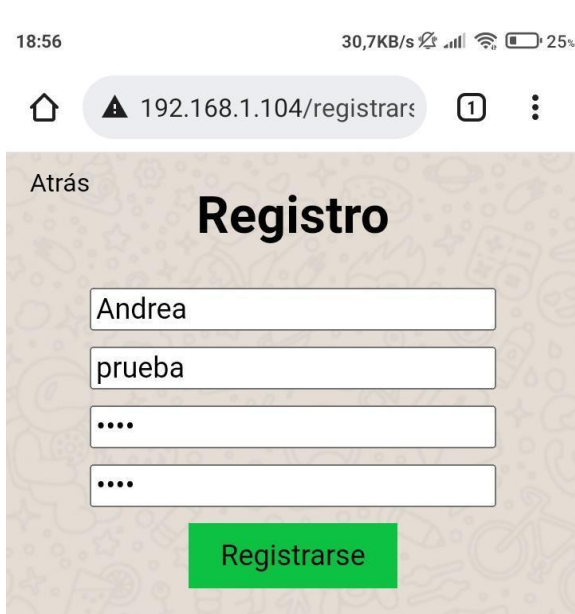 18:56 30,7KB/s 25%
192.168.1.104/registrars
1
Atrás
Registro
Andrea
prueba
••••
••••
Registrarse